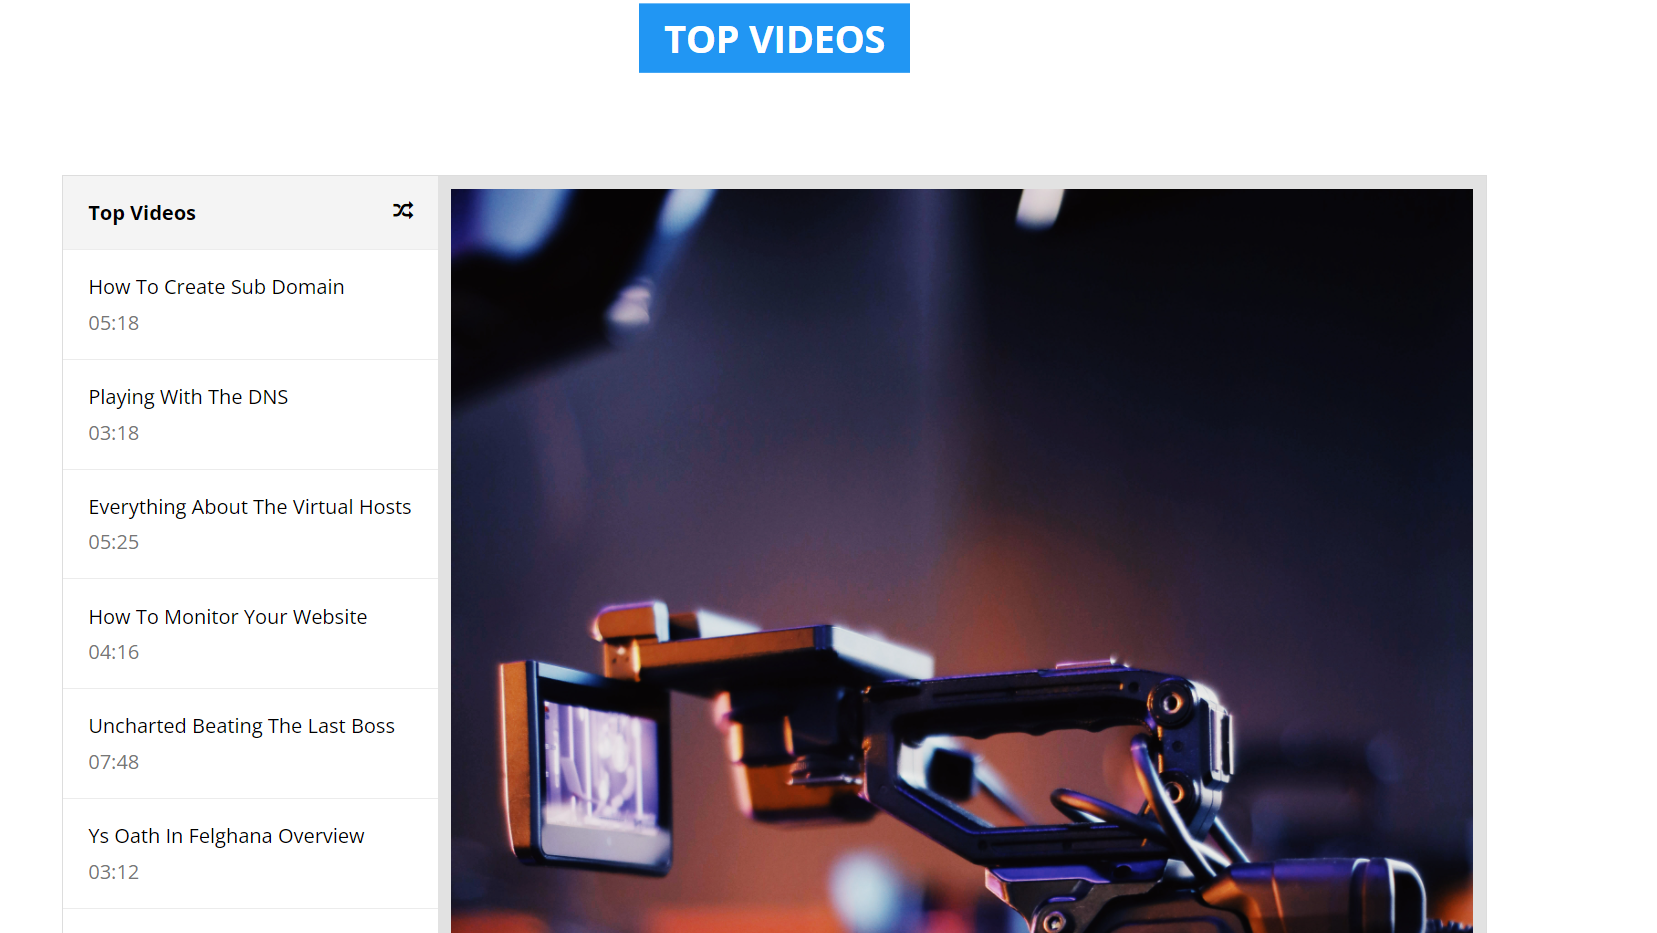 TOP VIDEOS
Top Videos
How To Create Sub Domain
05:18
Playing With The DNS
03:18
Everything About The Virtual Hosts
05:25
How To Monitor Your Website
04:16
Uncharted Beating The Last Boss
07:48
Ys Oath In Felghana Overview
03:12